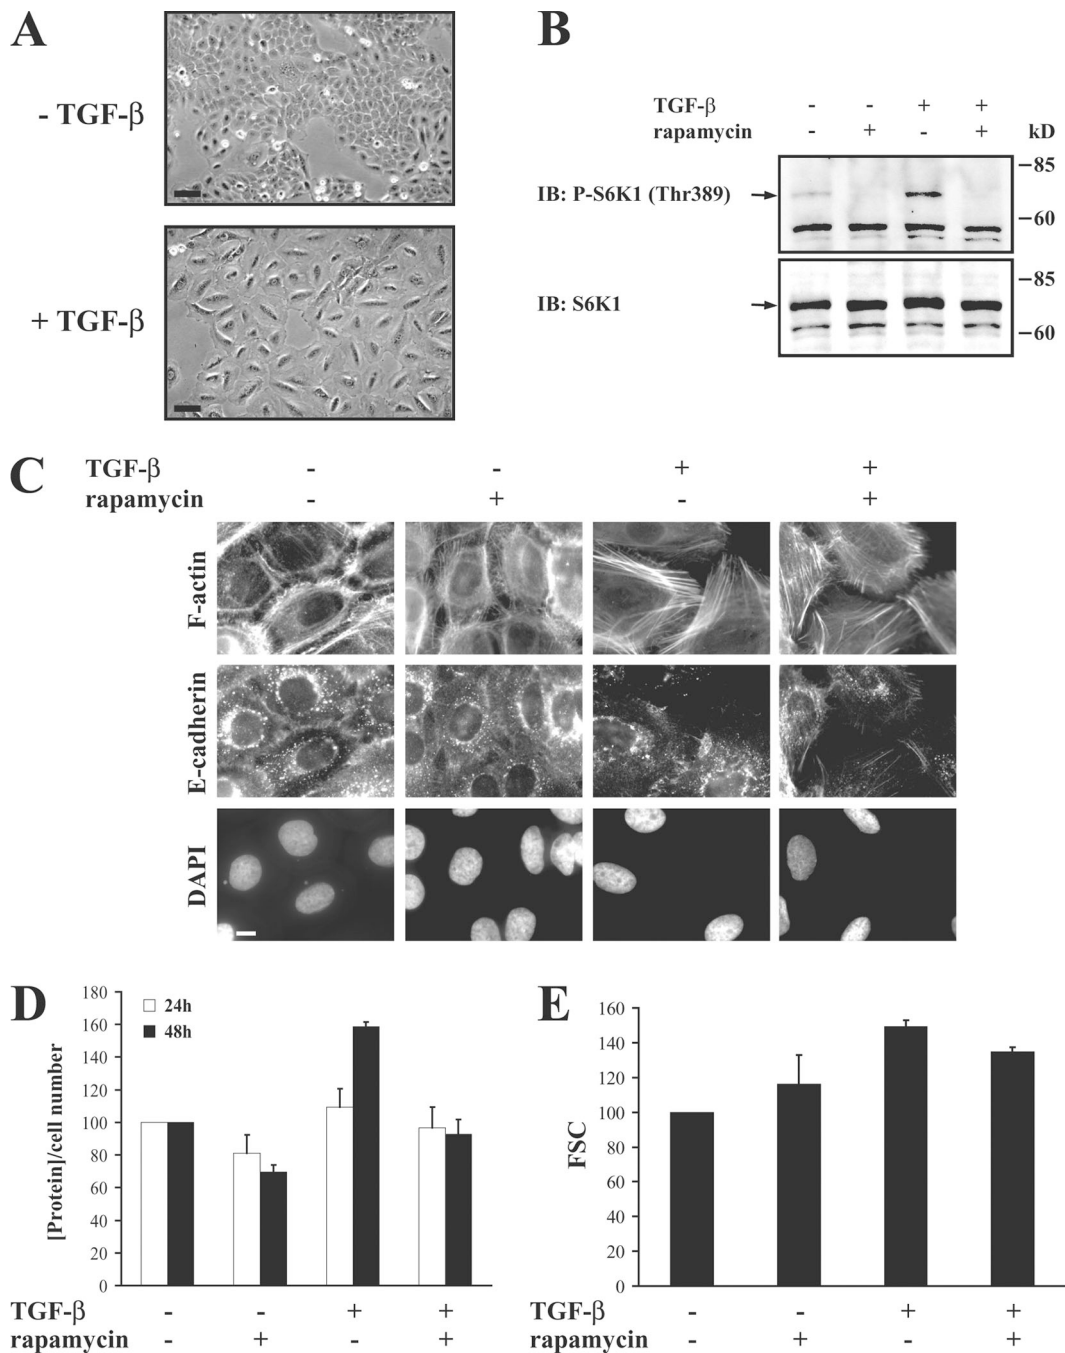 A
- TGF-β
+ TGF-β
B
TGF-β - - + +
rapamycin - + - + kD
IB: P-S6K1 (Thr389)
85
60
IB: S6K1
85
60
C
TGF-β - - + +
rapamycin - + - +
F-actin
E-cadherin
DAPI
D
[Protein]/cell number
180
160
140
120
100
80
60
40
20
0
24h
48h
TGF-β - - + +
rapamycin - + - +
E
FSC
160
140
120
100
80
60
40
20
0
TGF-β - - + +
rapamycin - + - +